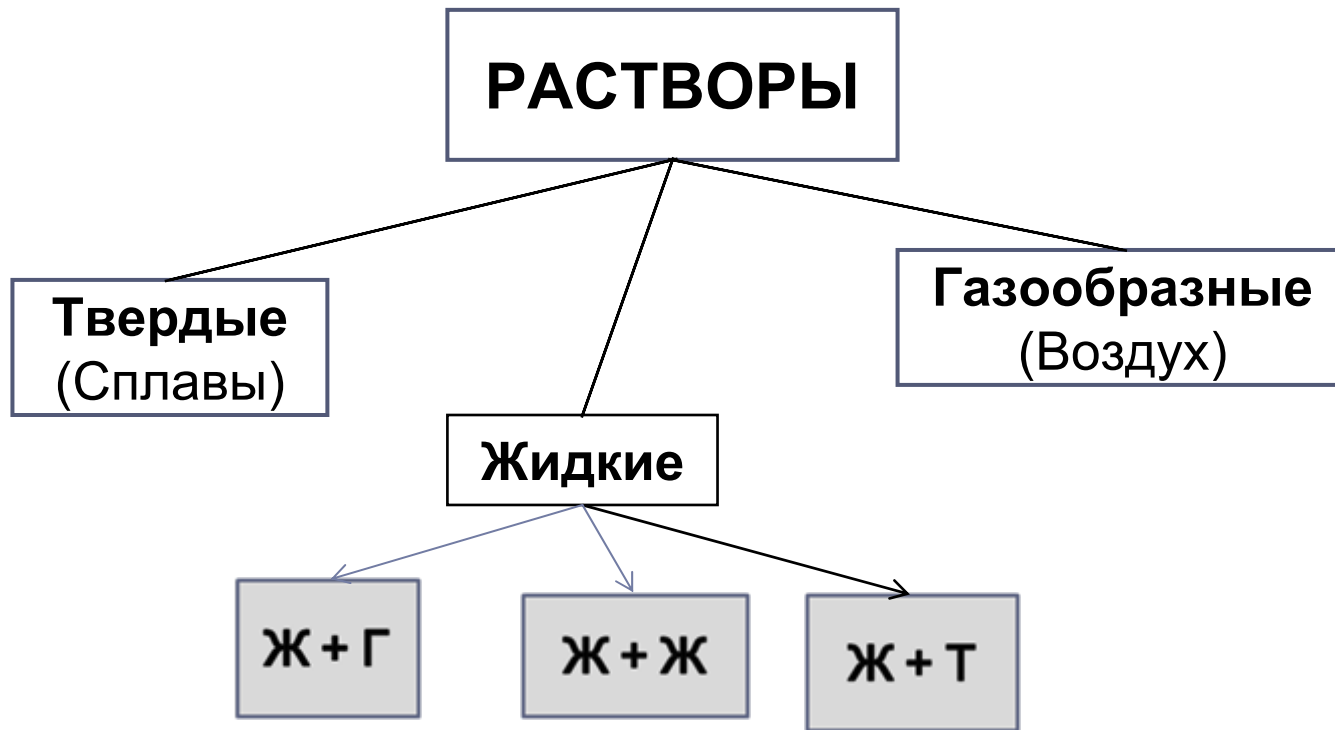 РАСТВОРЫ
Твердые
(Сплавы)
Газообразные
(Воздух)
Жидкие
Ж + Г
Ж + Ж
Ж + Т